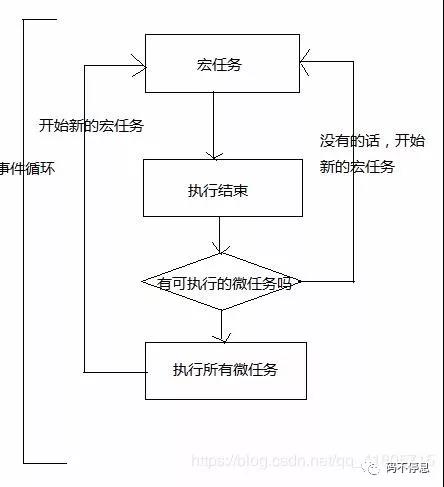 宏任务
开始新的宏任务
没有的话，开始
新的宏任务
事件循环
执行结束
有可执行的微任务吗
执行所有微任务
https://blog.csdn.net/qq_
码不停息